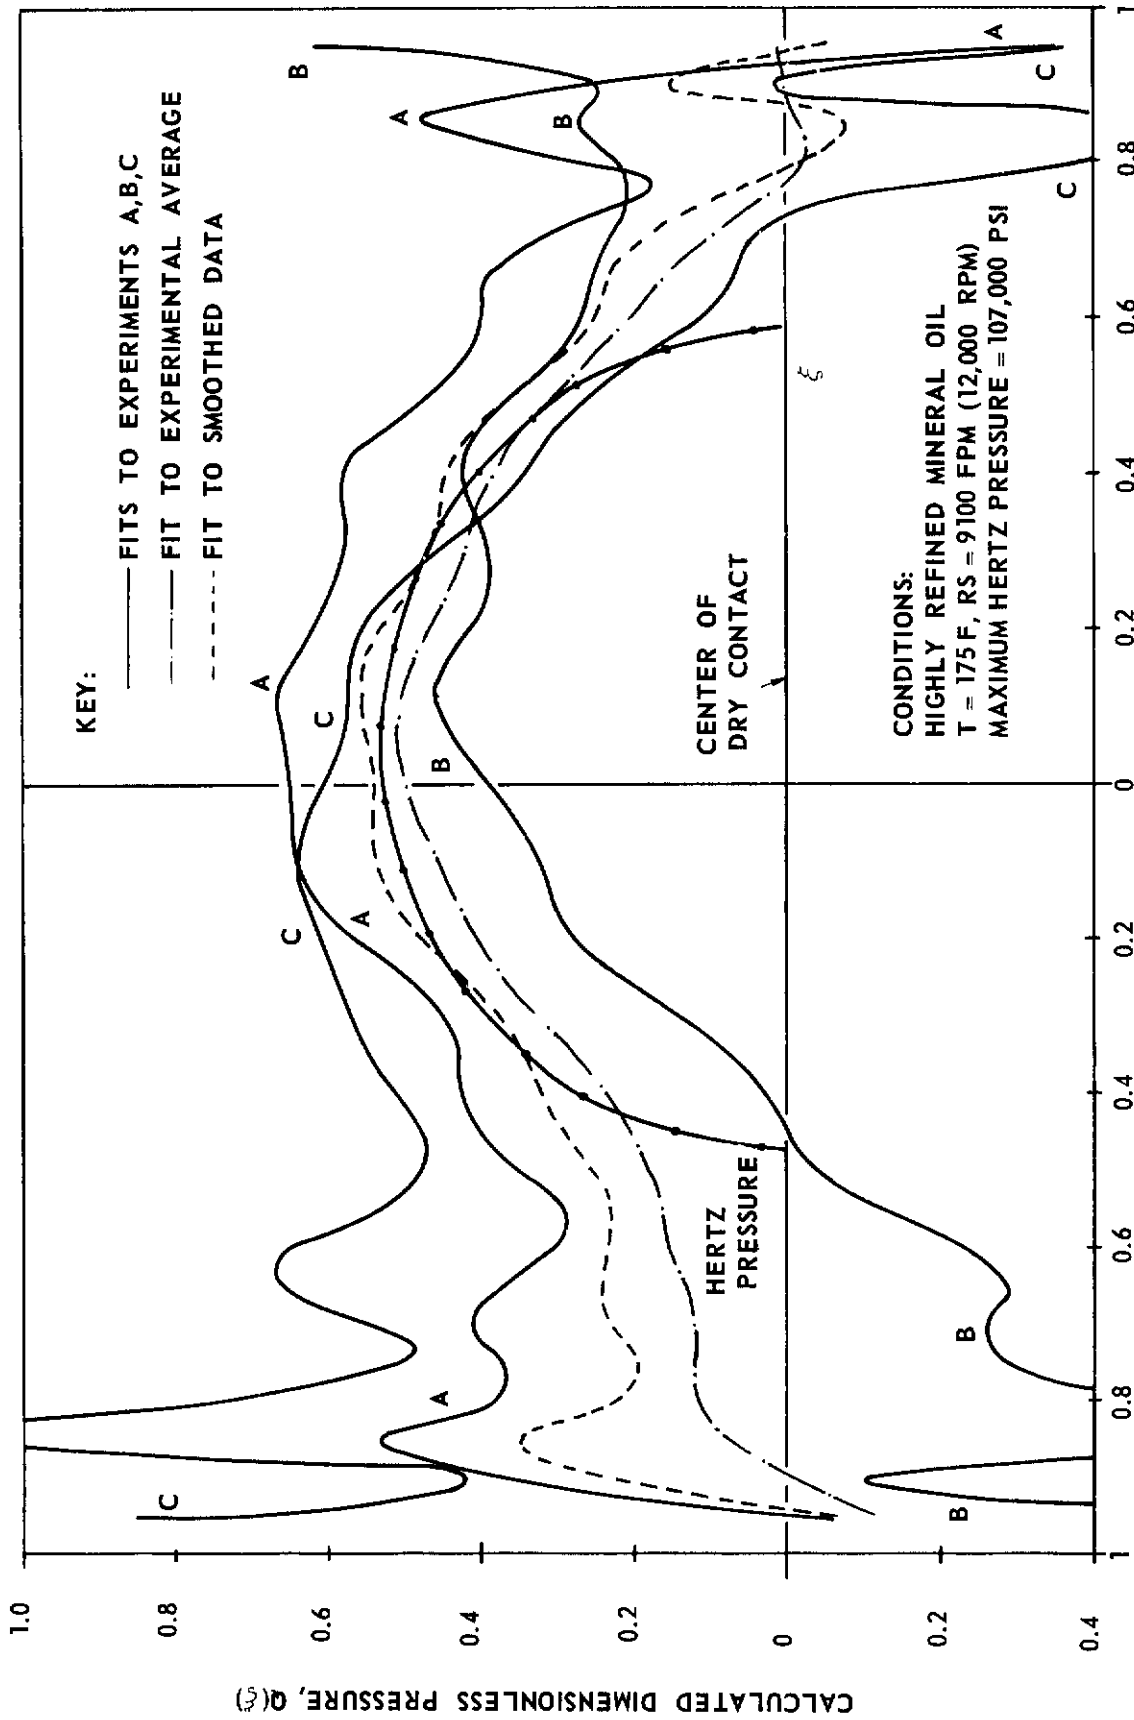 KEY:
FITS TO EXPERIMENTS A,B,C
FIT TO EXPERIMENTAL AVERAGE
FIT TO SMOOTHED DATA
C
A
C
A
A
C
B
A
B
B
A
C
C
B
B
HERTZ
PRESSURE
CENTER OF
DRY CONTACT
ξ
CONDITIONS:
HIGHLY REFINED MINERAL OIL
T = 175 F, RS = 9100 FPM (12,000 RPM)
MAXIMUM HERTZ PRESSURE = 107,000 PSI
CALCULATED DIMENSIONLESS PRESSURE, Q(ξ)
1.0
0.8
0.6
0.4
0.2
0
0.2
0.4
1
0.8
0.6
0.4
0.2
0
0.2
0.4
0.6
0.8
1